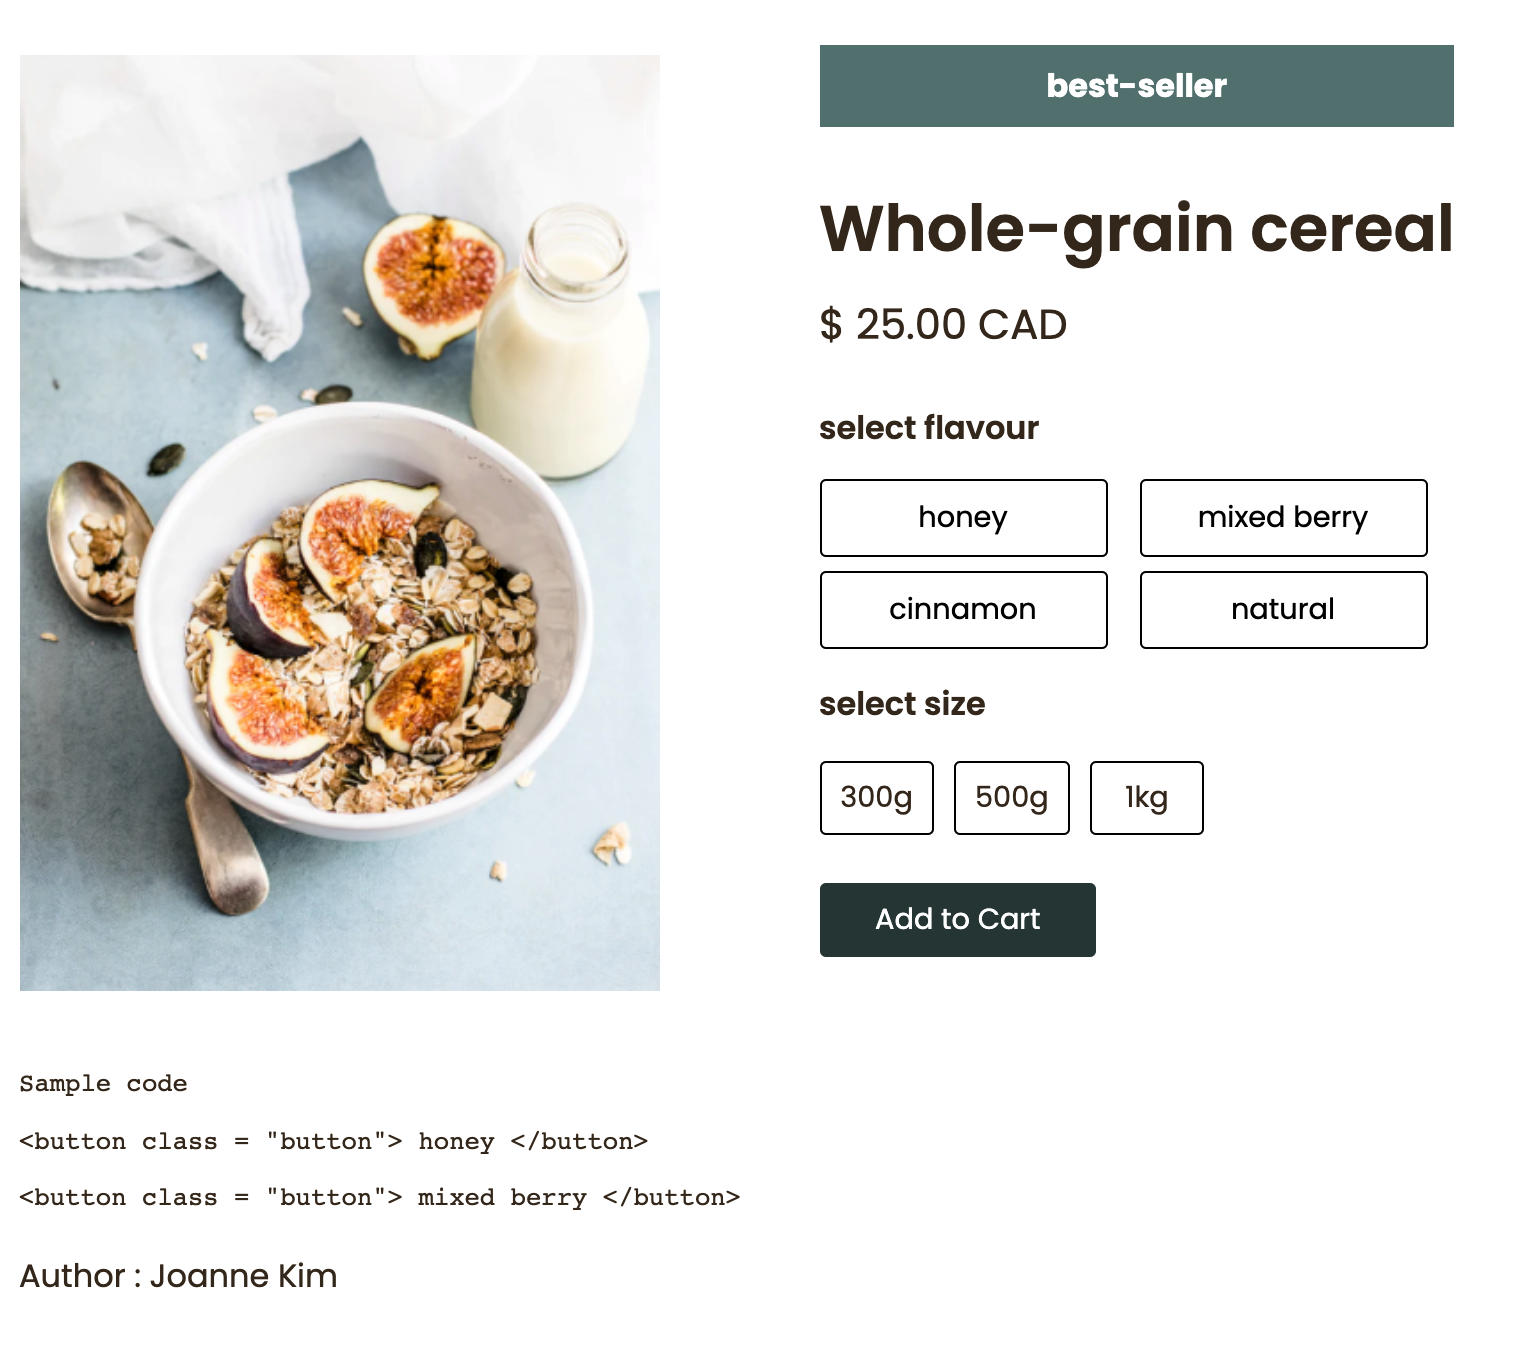 best-seller
Whole-grain cereal
$ 25.00 CAD
select flavour
honey
mixed berry
cinnamon
natural
select size
300g
500g
1kg
Add to Cart
Sample code
<button class = "button"> honey </button>
<button class = "button"> mixed berry </button>
Author : Joanne Kim